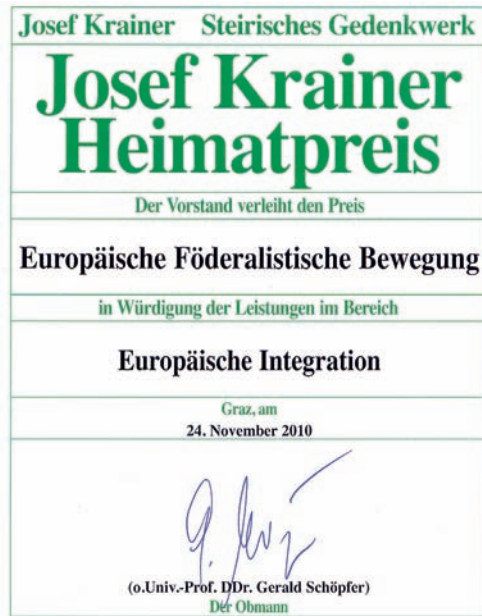 Josef Krainer Steirisches Gedenkwerk
Josef Krainer
Heimatpreis
Der Vorstand verleiht den Preis
Europäische Föderalistische Bewegung
in Würdigung der Leistungen im Bereich
Europäische Integration
Graz, am
24. November 2010
(o.Univ.-Prof. DDr. Gerald Schöpfer)
Der Obmann